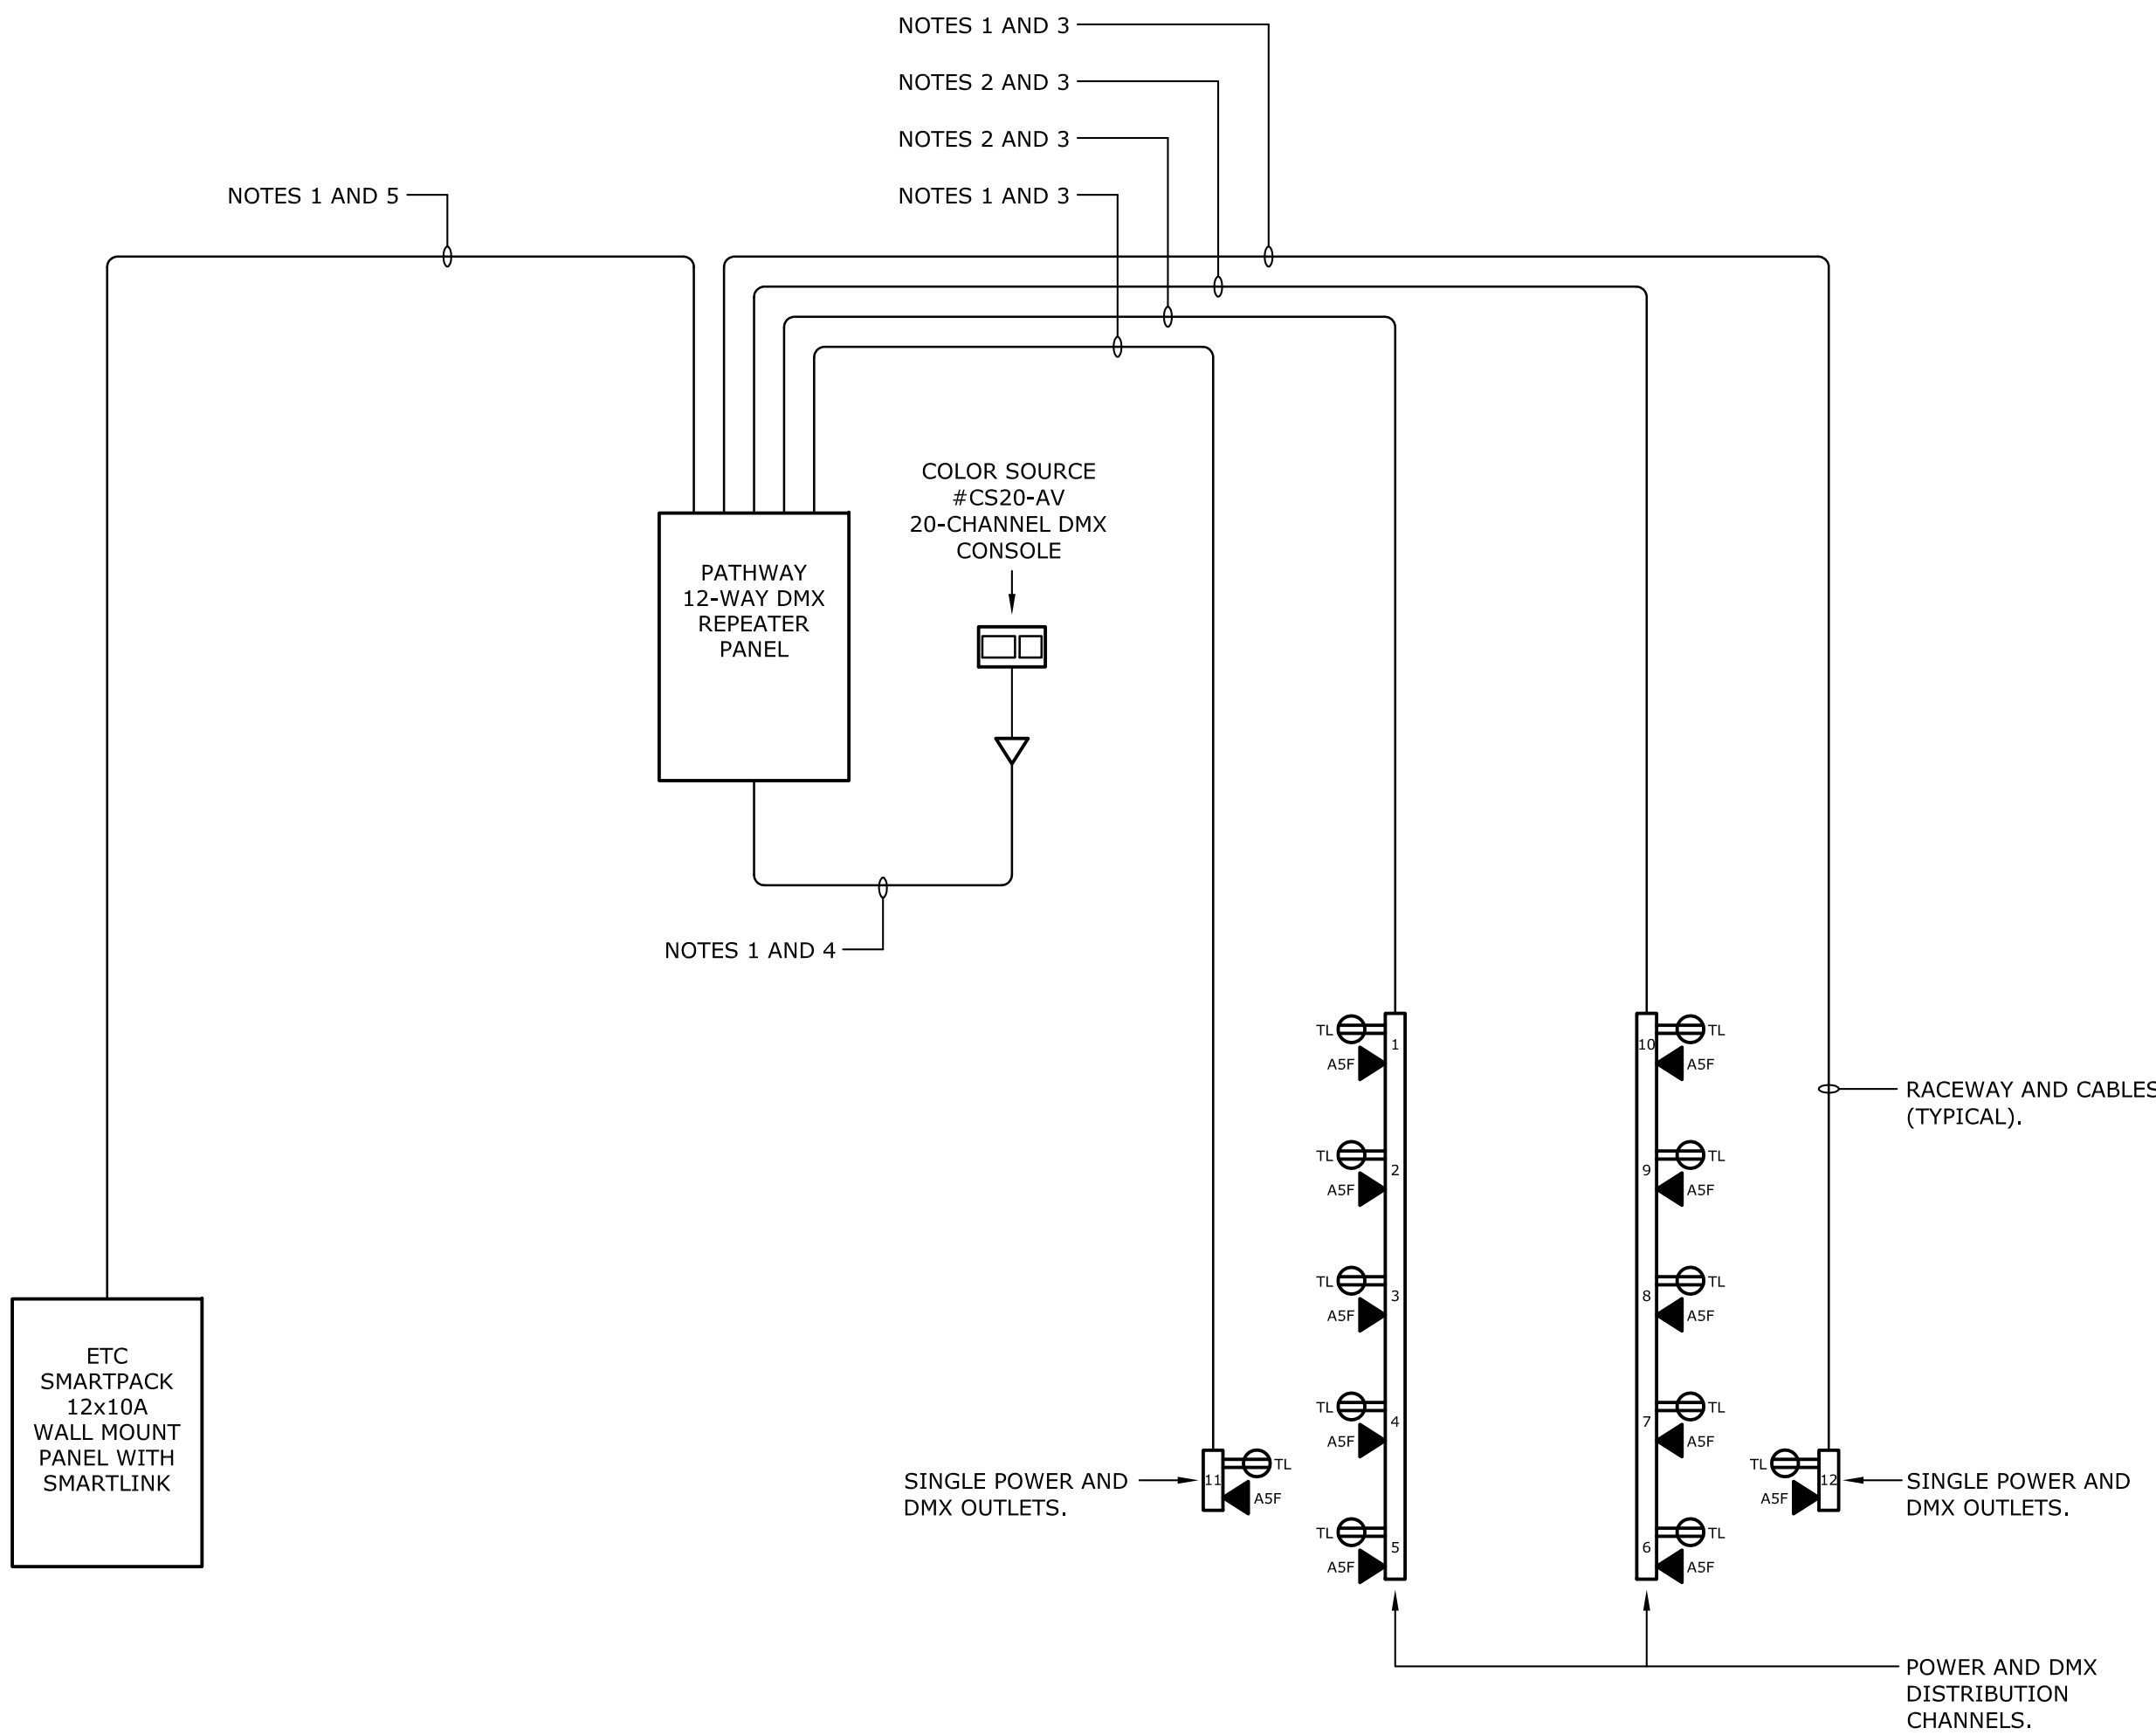 NOTES 1 AND 3
NOTES 2 AND 3
NOTES 2 AND 3
NOTES 1 AND 5
NOTES 1 AND 3
COLOR SOURCE
#CS20-AV
20-CHANNEL DMX
CONSOLE
PATHWAY
12-WAY DMX
REPEATER
PANEL
NOTES 1 AND 4
TL
1
A5F
10
TL
A5F
RACEWAY AND CABLES
(TYPICAL).
TL
2
A5F
9
TL
A5F
TL
3
A5F
8
TL
A5F
ETC
SMARTPACK
12x10A
WALL MOUNT
PANEL WITH
SMARTLINK
TL
4
A5F
7
TL
A5F
SINGLE POWER AND
DMX OUTLETS.
11
TL
A5F
TL
12
A5F
SINGLE POWER AND
DMX OUTLETS.
TL
5
A5F
6
TL
A5F
POWER AND DMX
DISTRIBUTION
CHANNELS.